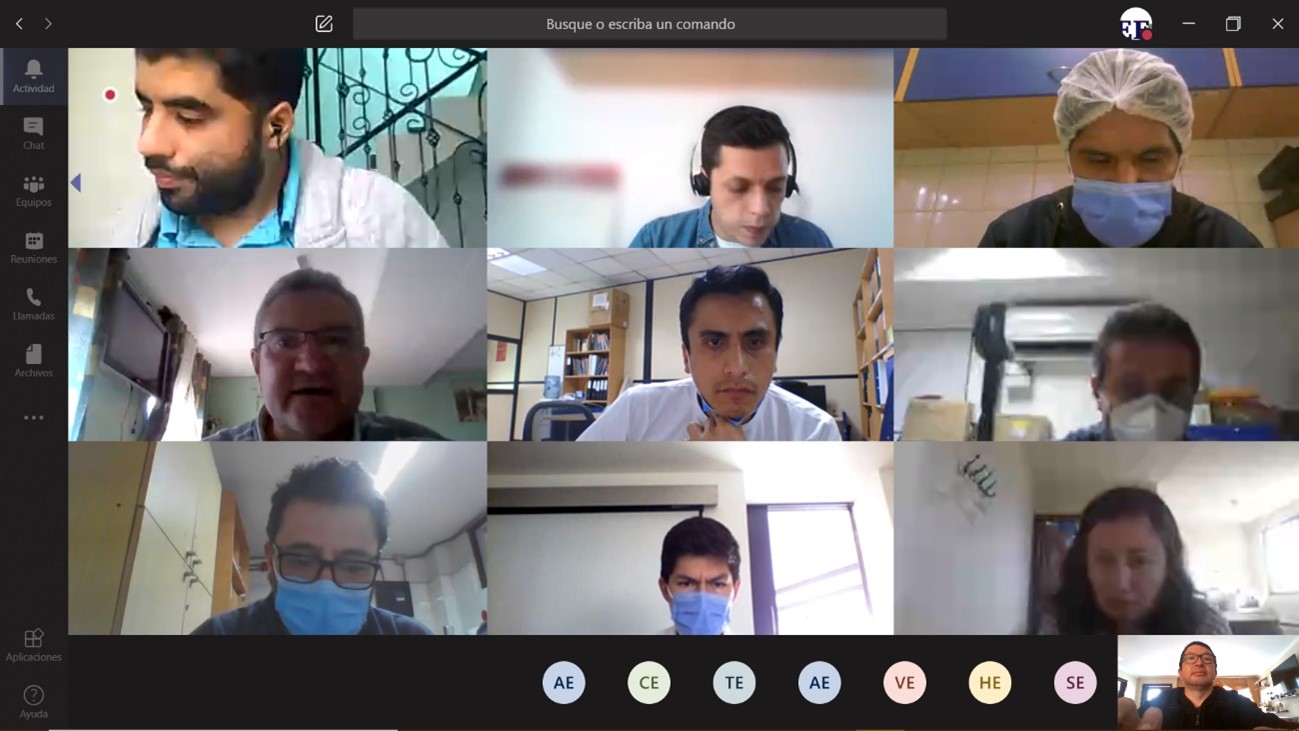 Busque o escriba un comando
EF
Actividad
Chat
Equipos
Reuniones
Llamadas
Archivos
Aplicaciones
Ayuda
AE
CE
TE
AE
VE
HE
SE